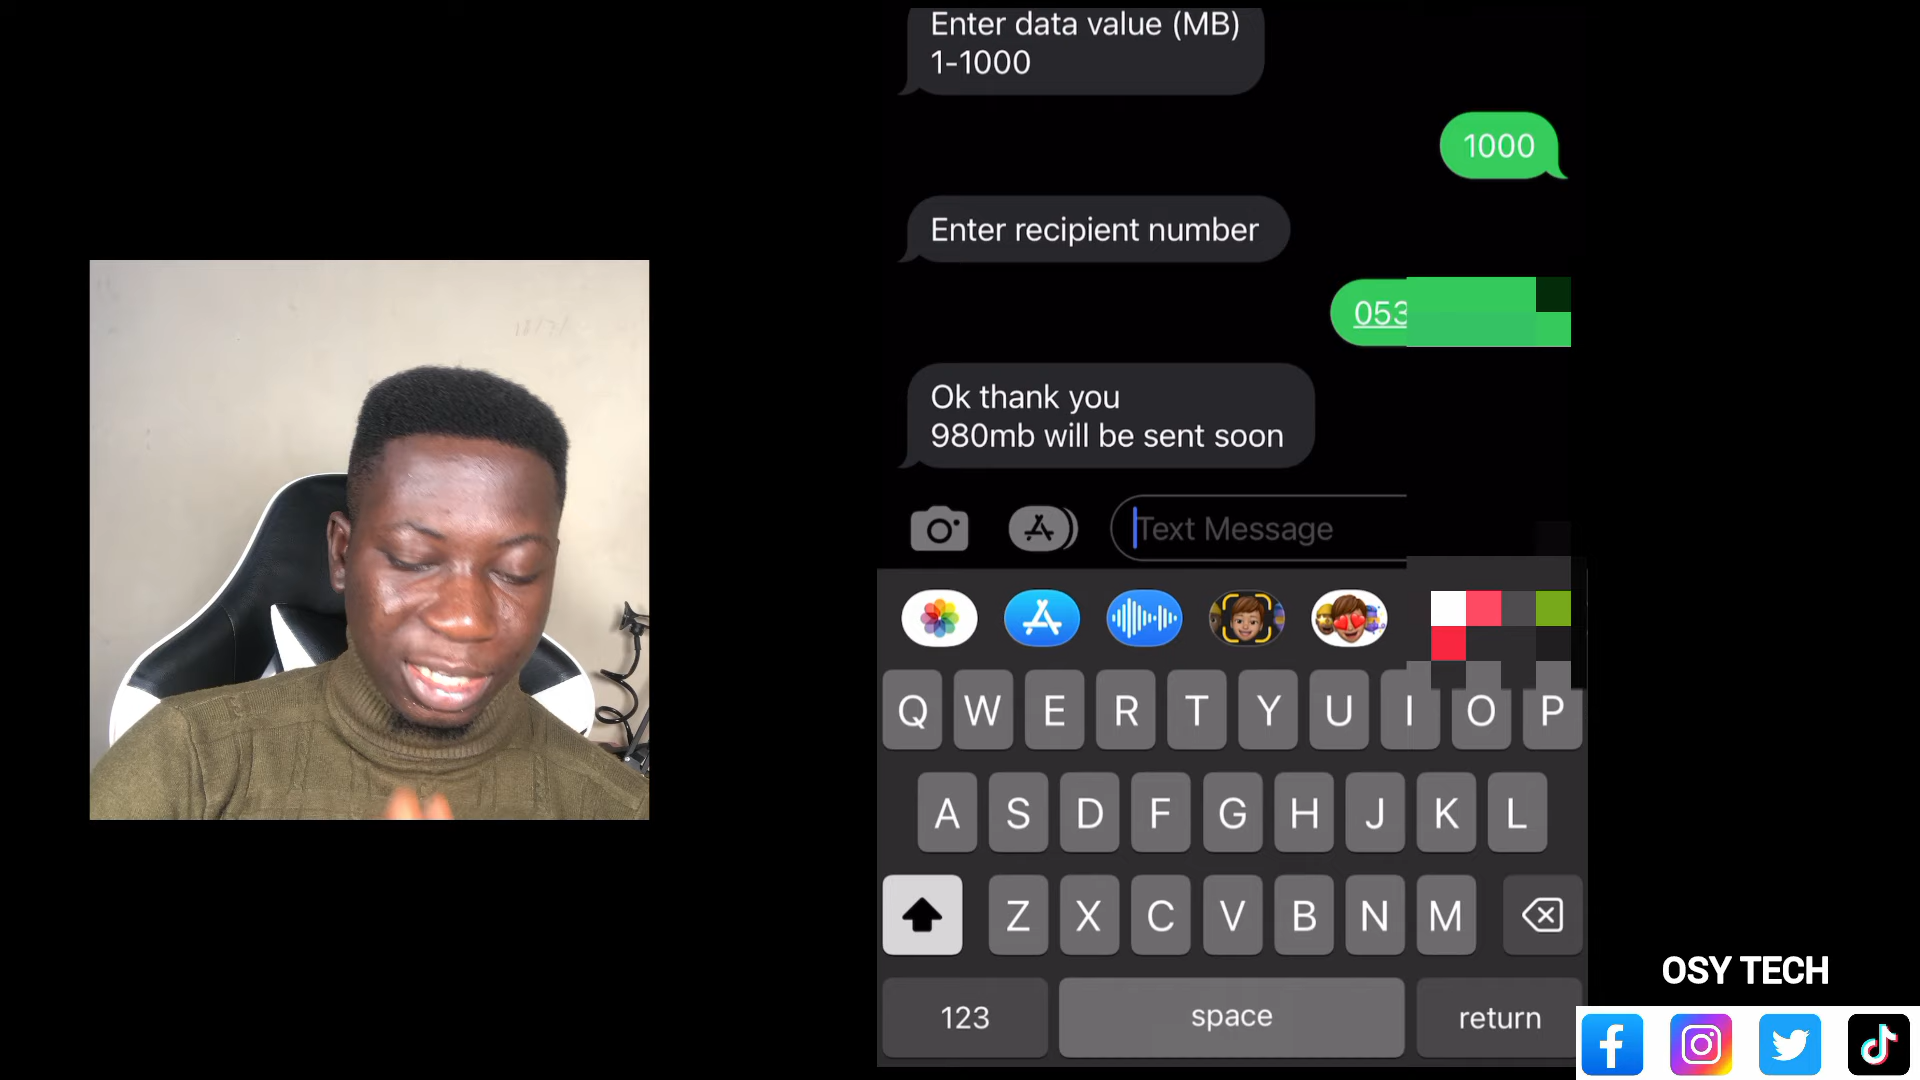 Enter data value (MB)
1-1000
1000
Enter recipient number
053
Ok thank you
980mb will be sent soon
Text Message
Q W E R T Y U I O P
A S D F G H J K L
Z X C V B N M
123 space return
OSY TECH